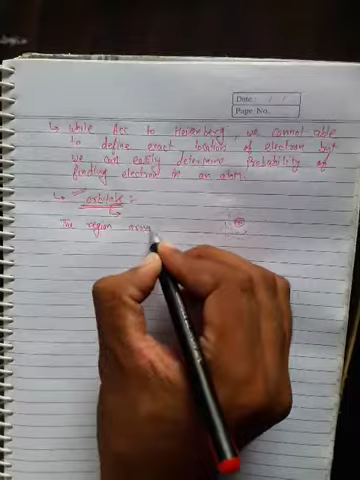 Date : / /
Page No.
↳ While Acc to Heisenberg, we cannot able
to define exact location of electron but
we can easily determine probability of
finding electron in an atom.
↳ orbitals :
The region aroun